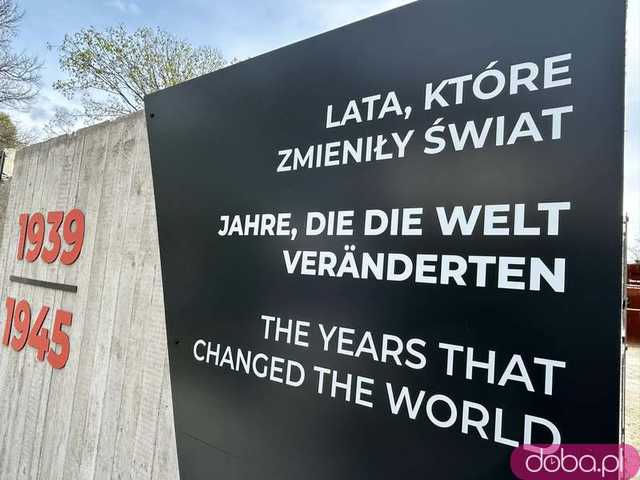 1939
1945
LATA, KTÓRE
ZMIENIŁY ŚWIAT
JAHRE, DIE DIE WELT
VERÄNDERTEN
THE YEARS THAT
CHANGED THE WORLD
doba.pl